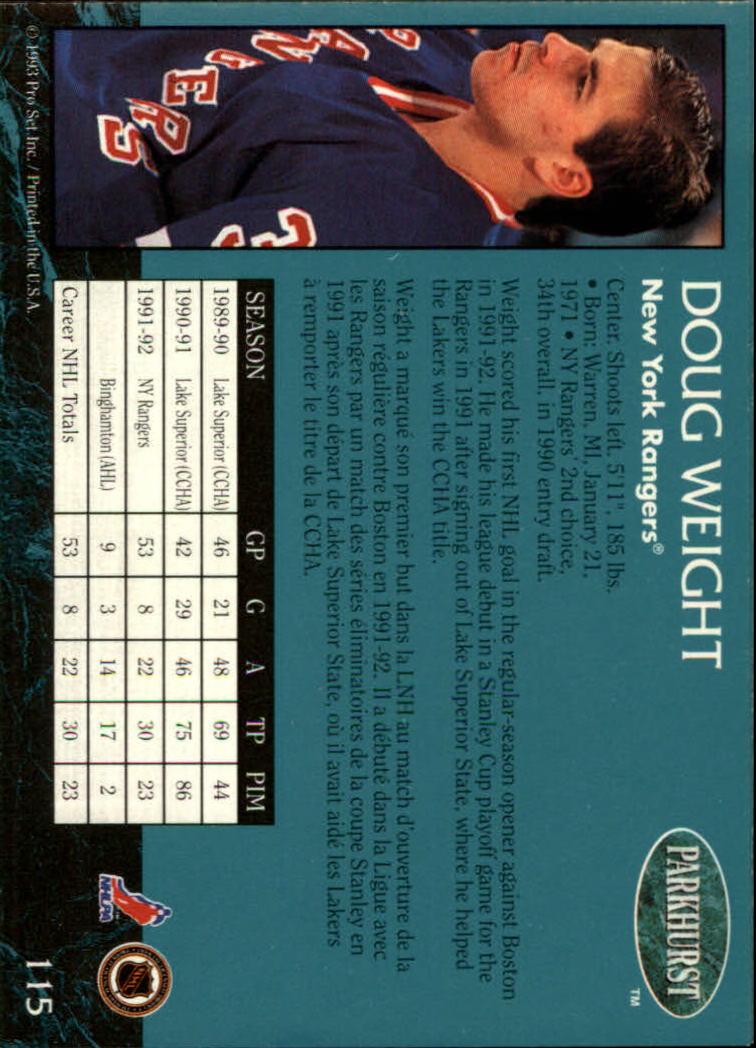 DOUG WEIGHT
New York Rangers®
PARKHURST
TM
Center. Shoots left. 5'11". 185 lbs.
• Born: Warren, MI, January 21,
1971 • NY Rangers' 2nd choice,
34th overall, in 1990 entry draft.
Weight scored his first NHL goal in the regular-season opener against Boston
in 1991-92. He made his league debut in a Stanley Cup playoff game for the
Rangers in 1991 after signing out of Lake Superior State, where he helped
the Lakers win the CCHA title.
Weight a marqué son premier but dans la LNH au match d'ouverture de la
saison régulière contre Boston en 1991-92. Il a débuté dans la Ligue avec
les Rangers par un match des séries éliminatoires de la coupe Stanley en
1991 après son départ de Lake Superior State, où il avait aidé les Lakers
à remporter le titre de la CCHA.
SEASON GP G A TP PIM
1989-90 Lake Superior (CCHA) 46 21 48 69 44
1990-91 Lake Superior (CCHA) 42 29 46 75 86
1991-92 NY Rangers 53 8 22 30 23
Binghamton (AHL) 9 3 14 17 2
Career NHL Totals 53 8 22 30 23
NHLPA
NHL
115
© 1993 Pro Set Inc. / Printed in the U.S.A.